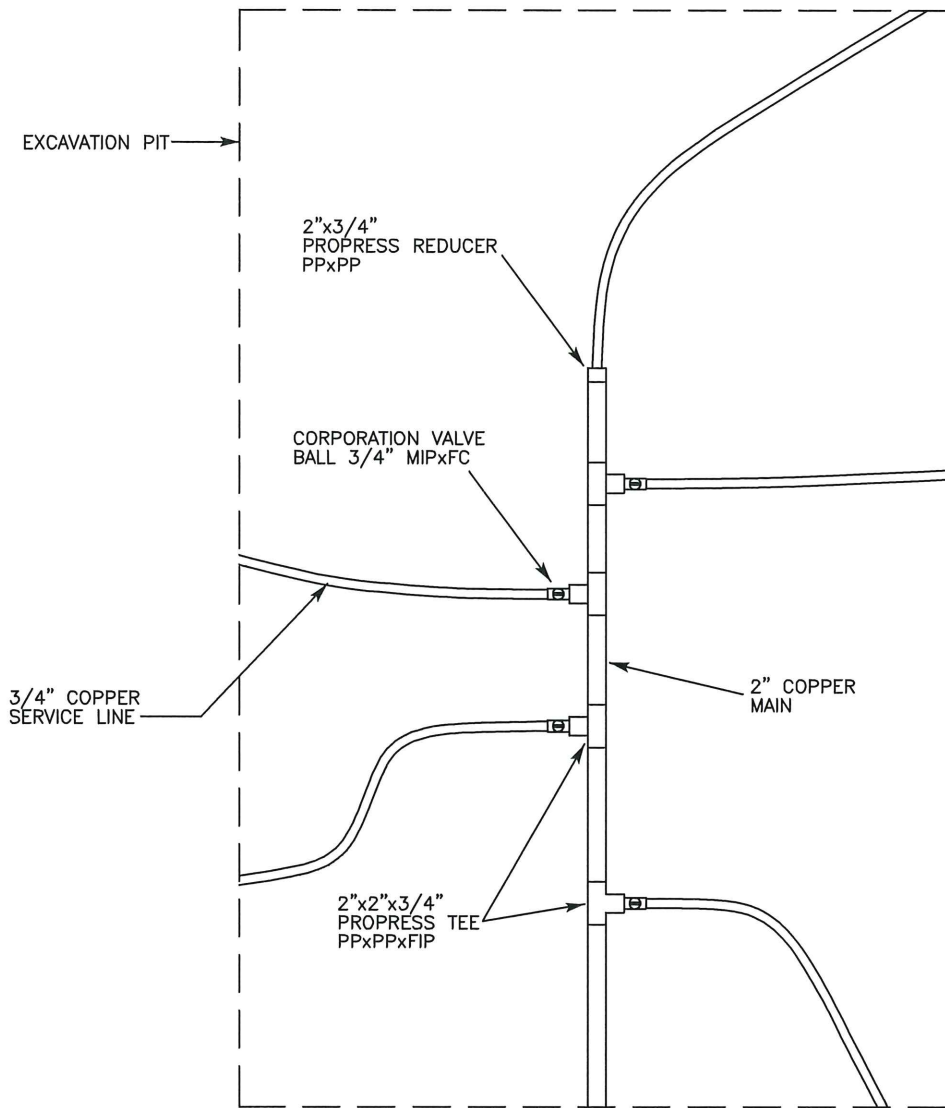 EXCAVATION PIT
2"x3/4"
PROPRESS REDUCER
PPxPP
CORPORATION VALVE
BALL 3/4" MIPxFC
3/4" COPPER
SERVICE LINE
2" COPPER
MAIN
2"x2"x3/4"
PROPRESS TEE
PPxPPxFIP